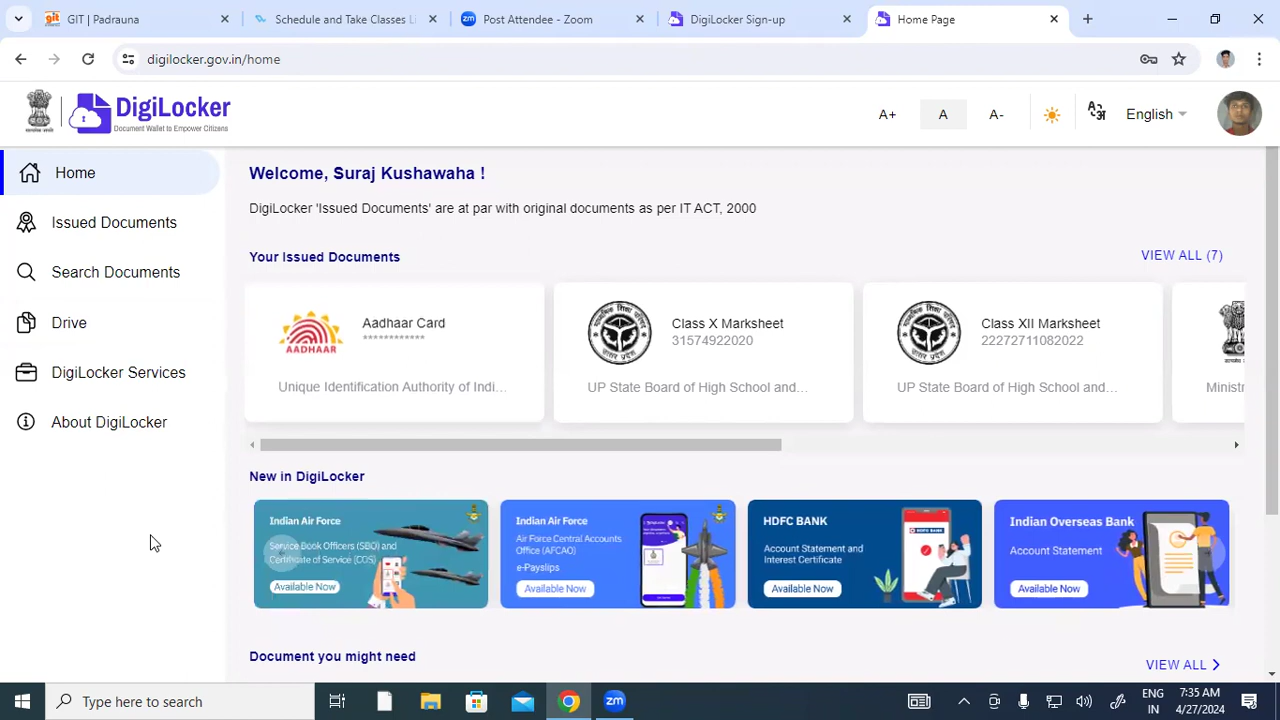 GIT | Padrauna
Schedule and Take Classes Li
Post Attendee - Zoom
DigiLocker Sign-up
Home Page
digilocker.gov.in/home
DigiLocker
Document Wallet to Empower Citizens
A+
A
A-
English
Home
Issued Documents
Search Documents
Drive
DigiLocker Services
About DigiLocker
Welcome, Suraj Kushawaha !
DigiLocker 'Issued Documents' are at par with original documents as per IT ACT, 2000
Your Issued Documents
VIEW ALL (7)
AADHAAR
Aadhaar Card
************
Unique Identification Authority of Indi...
Class X Marksheet
31574922020
UP State Board of High School and...
Class XII Marksheet
22272711082022
UP State Board of High School and...
Ministr
New in DigiLocker
Indian Air Force
Service Book Officers (SBO) and
Certificate of Service (COS)
Available Now
Indian Air Force
Air Force Central Accounts
Office (AFCAO)
e-Payslips
Available Now
HDFC BANK
Account Statement and
Interest Certificate
Available Now
HDFC BANK
Indian Overseas Bank
Account Statement
Available Now
Document you might need
VIEW ALL
Type here to search
zm
ENG
IN
7:35 AM
4/27/2024